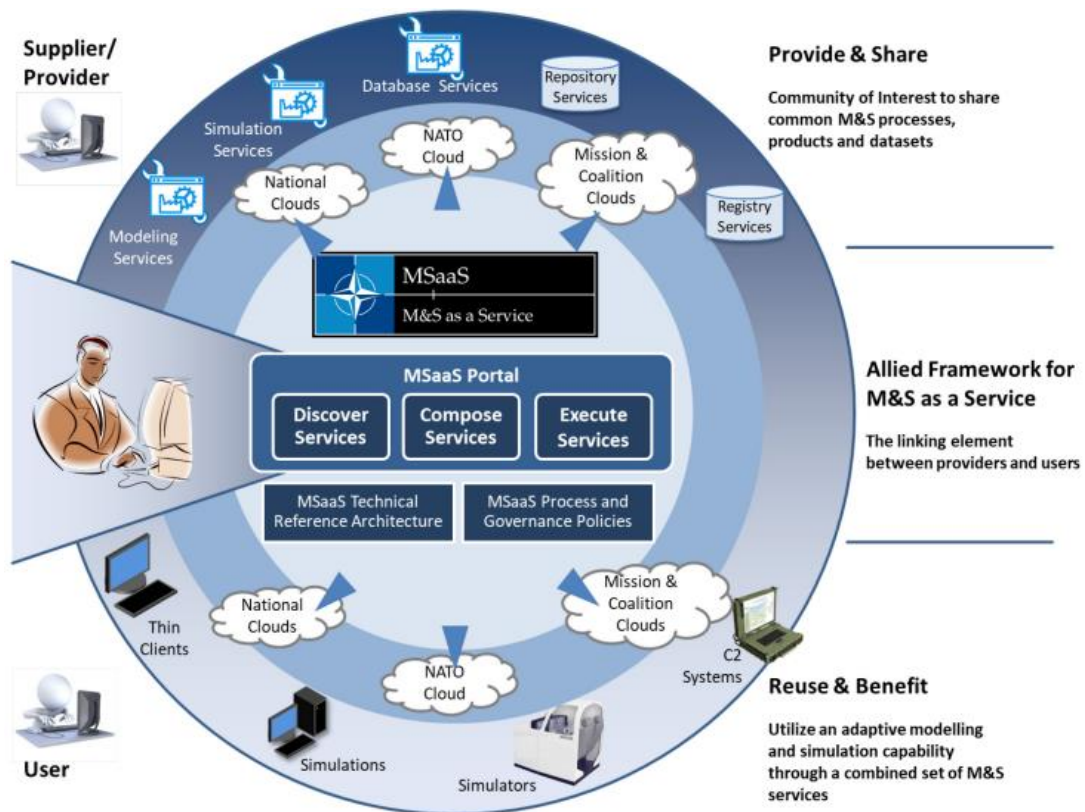 Supplier/
Provider
Database Services
Repository
Services
Simulation
Services
NATO
Cloud
National
Clouds
Mission &
Coalition
Clouds
Modeling
Services
Registry
Services
Provide & Share
Community of Interest to share
common M&S processes,
products and datasets
MSaaS
M&S as a Service
MSaaS Portal
Discover
Services
Compose
Services
Execute
Services
MSaaS Technical
Reference Architecture
MSaaS Process and
Governance Policies
Allied Framework for
M&S as a Service
The linking element
between providers and users
Thin
Clients
National
Clouds
NATO
Cloud
Mission &
Coalition
Clouds
C2
Systems
Simulations
Simulators
User
Reuse & Benefit
Utilize an adaptive modelling
and simulation capability
through a combined set of M&S
services